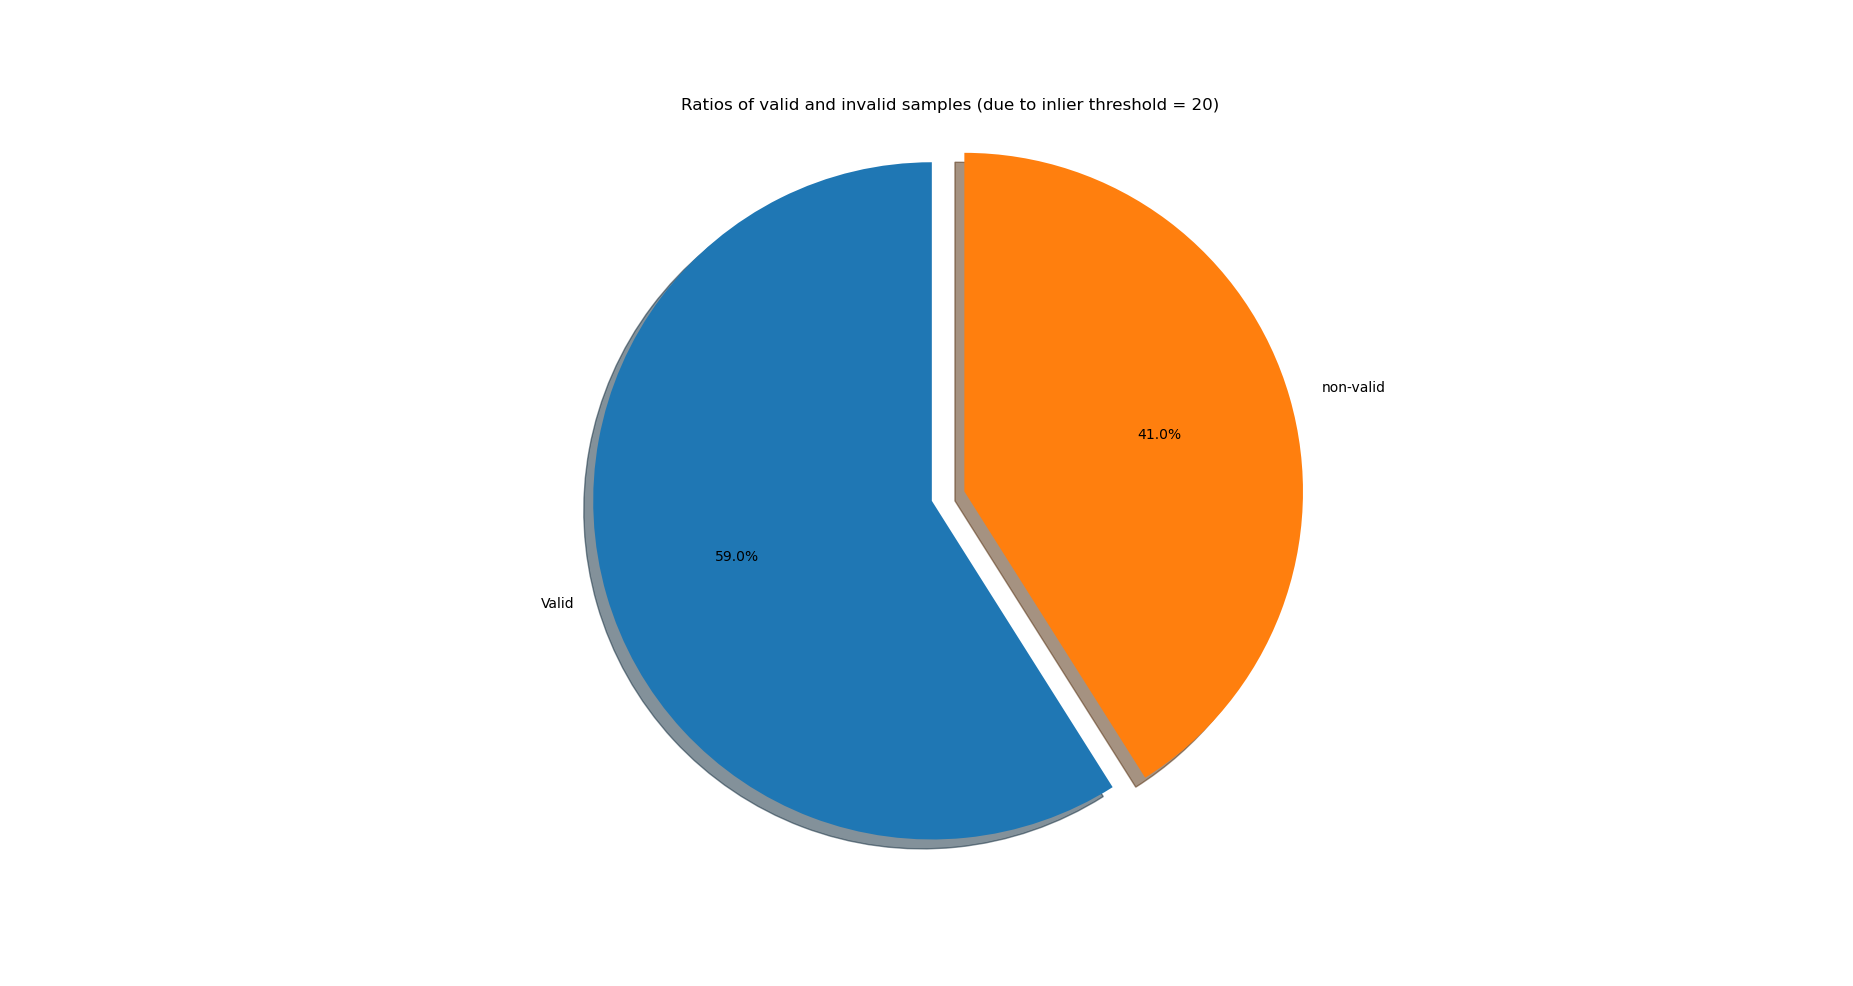 Ratios of valid and invalid samples (due to inlier threshold = 20)
non-valid
41.0%
59.0%
Valid